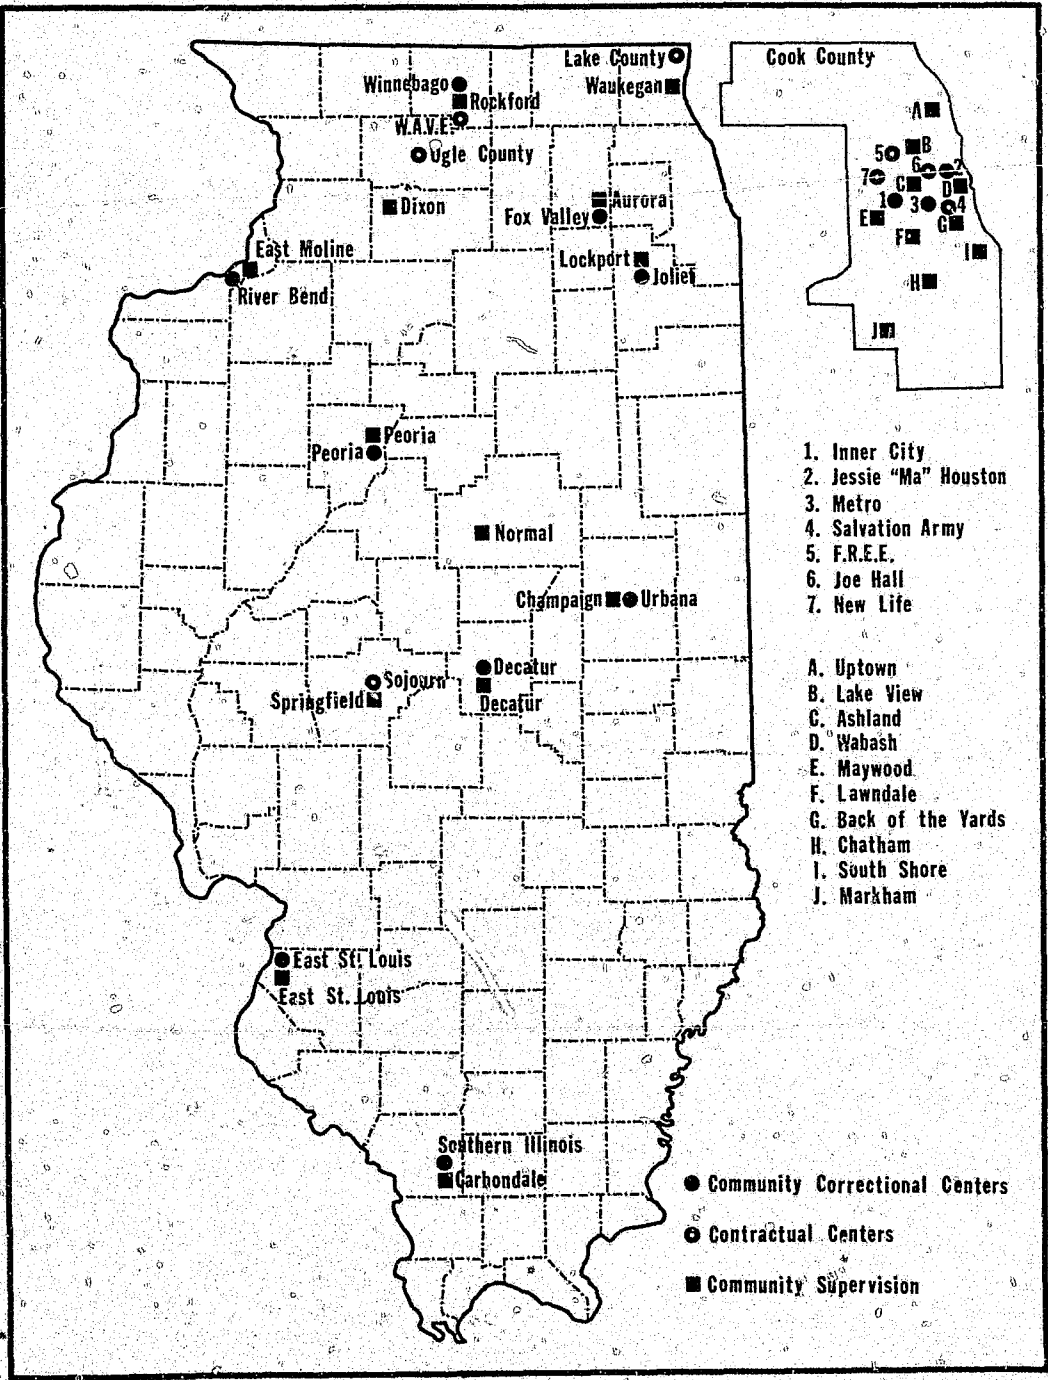 Lake County
Cook County
Winnebago
Waukegan
Rockford
W.A.V.E.
Ogle County
Dixon
Aurora
Fox Valley
East Moline
Lockport
Joliet
River Bend
A
B
5
6
2
7
C
D
1
3
4
E
G
F
I
H
J
Peoria
Peoria
Normal
Champaign
Urbana
Decatur
Sojourn
Springfield
Decatur
1. Inner City
2. Jessie “Ma” Houston
3. Metro
4. Salvation Army
5. F.R.E.E.
6. Joe Hall
7. New Life
A. Uptown
B. Lake View
C. Ashland
D. Wabash
E. Maywood
F. Lawndale
G. Back of the Yards
H. Chatham
I. South Shore
J. Markham
East St. Louis
East St. Louis
Southern Illinois
Carbondale
Community Correctional Centers
Contractual Centers
Community Supervision